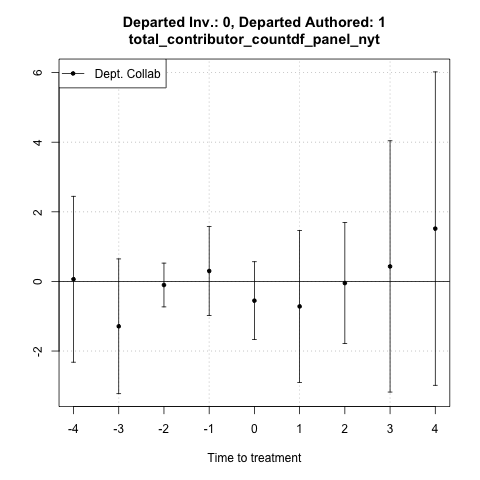 Departed Inv.: 0, Departed Authored: 1
total_contributor_countdf_panel_nyt
Dept. Collab
6
4
2
0
-2
-4 -3 -2 -1 0 1 2 3 4
Time to treatment